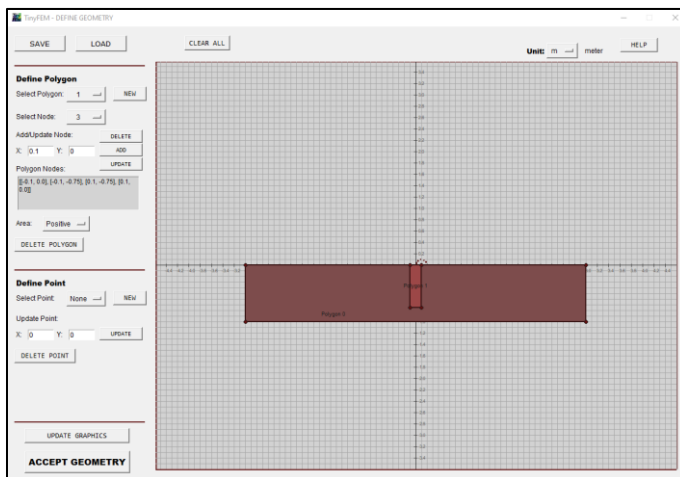 TinyFEM - DEFINE GEOMETRY
SAVE LOAD CLEAR ALL Unit: m meter HELP
Define Polygon
Select Polygon: 1 NEW
Select Node: 3
Add/Update Node: DELETE
X: 0.1 Y: 0 ADD
UPDATE
Polygon Nodes:
[[-0.1, 0.0], [-0.1, -0.75], [0.1, -0.75], [0.1,
0.0]]
Area: Positive
DELETE POLYGON
Define Point
Select Point: None NEW
Update Point:
X: 0 Y: 0 UPDATE
DELETE POINT
UPDATE GRAPHICS
ACCEPT GEOMETRY
Polygon 1
Polygon 0